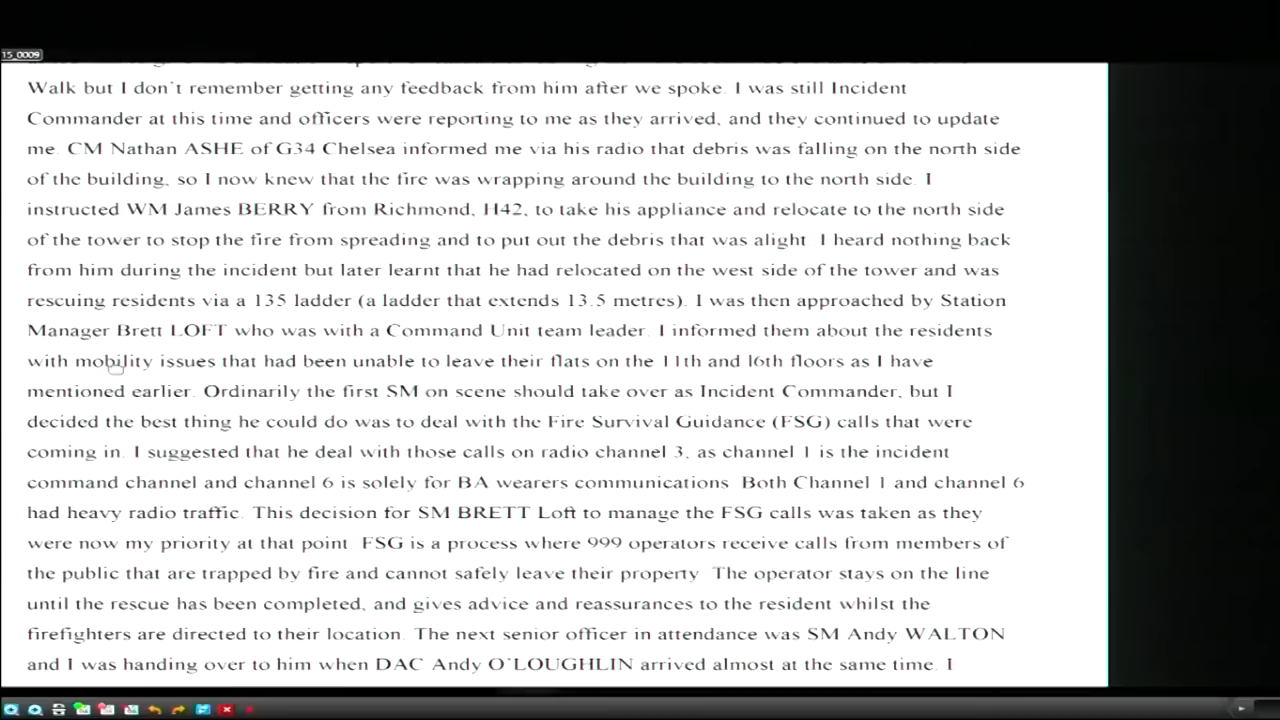 15_0009
Walk but I don't remember getting any feedback from him after we spoke. I was still Incident
Commander at this time and officers were reporting to me as they arrived, and they continued to update
me. CM Nathan ASHE of G34 Chelsea informed me via his radio that debris was falling on the north side
of the building, so I now knew that the fire was wrapping around the building to the north side. I
instructed WM James BERRY from Richmond, H42, to take his appliance and relocate to the north side
of the tower to stop the fire from spreading and to put out the debris that was alight. I heard nothing back
from him during the incident but later learnt that he had relocated on the west side of the tower and was
rescuing residents via a 135 ladder (a ladder that extends 13.5 metres). I was then approached by Station
Manager Brett LOFT who was with a Command Unit team leader. I informed them about the residents
with mobility issues that had been unable to leave their flats on the 11th and 16th floors as I have
mentioned earlier. Ordinarily the first SM on scene should take over as Incident Commander, but I
decided the best thing he could do was to deal with the Fire Survival Guidance (FSG) calls that were
coming in. I suggested that he deal with those calls on radio channel 3, as channel 1 is the incident
command channel and channel 6 is solely for BA wearers communications. Both Channel 1 and channel 6
had heavy radio traffic. This decision for SM BRETT Loft to manage the FSG calls was taken as they
were now my priority at that point. FSG is a process where 999 operators receive calls from members of
the public that are trapped by fire and cannot safely leave their property. The operator stays on the line
until the rescue has been completed, and gives advice and reassurances to the resident whilst the
firefighters are directed to their location. The next senior officer in attendance was SM Andy WALTON
and I was handing over to him when DAC Andy O`LOUGHLIN arrived almost at the same time. I